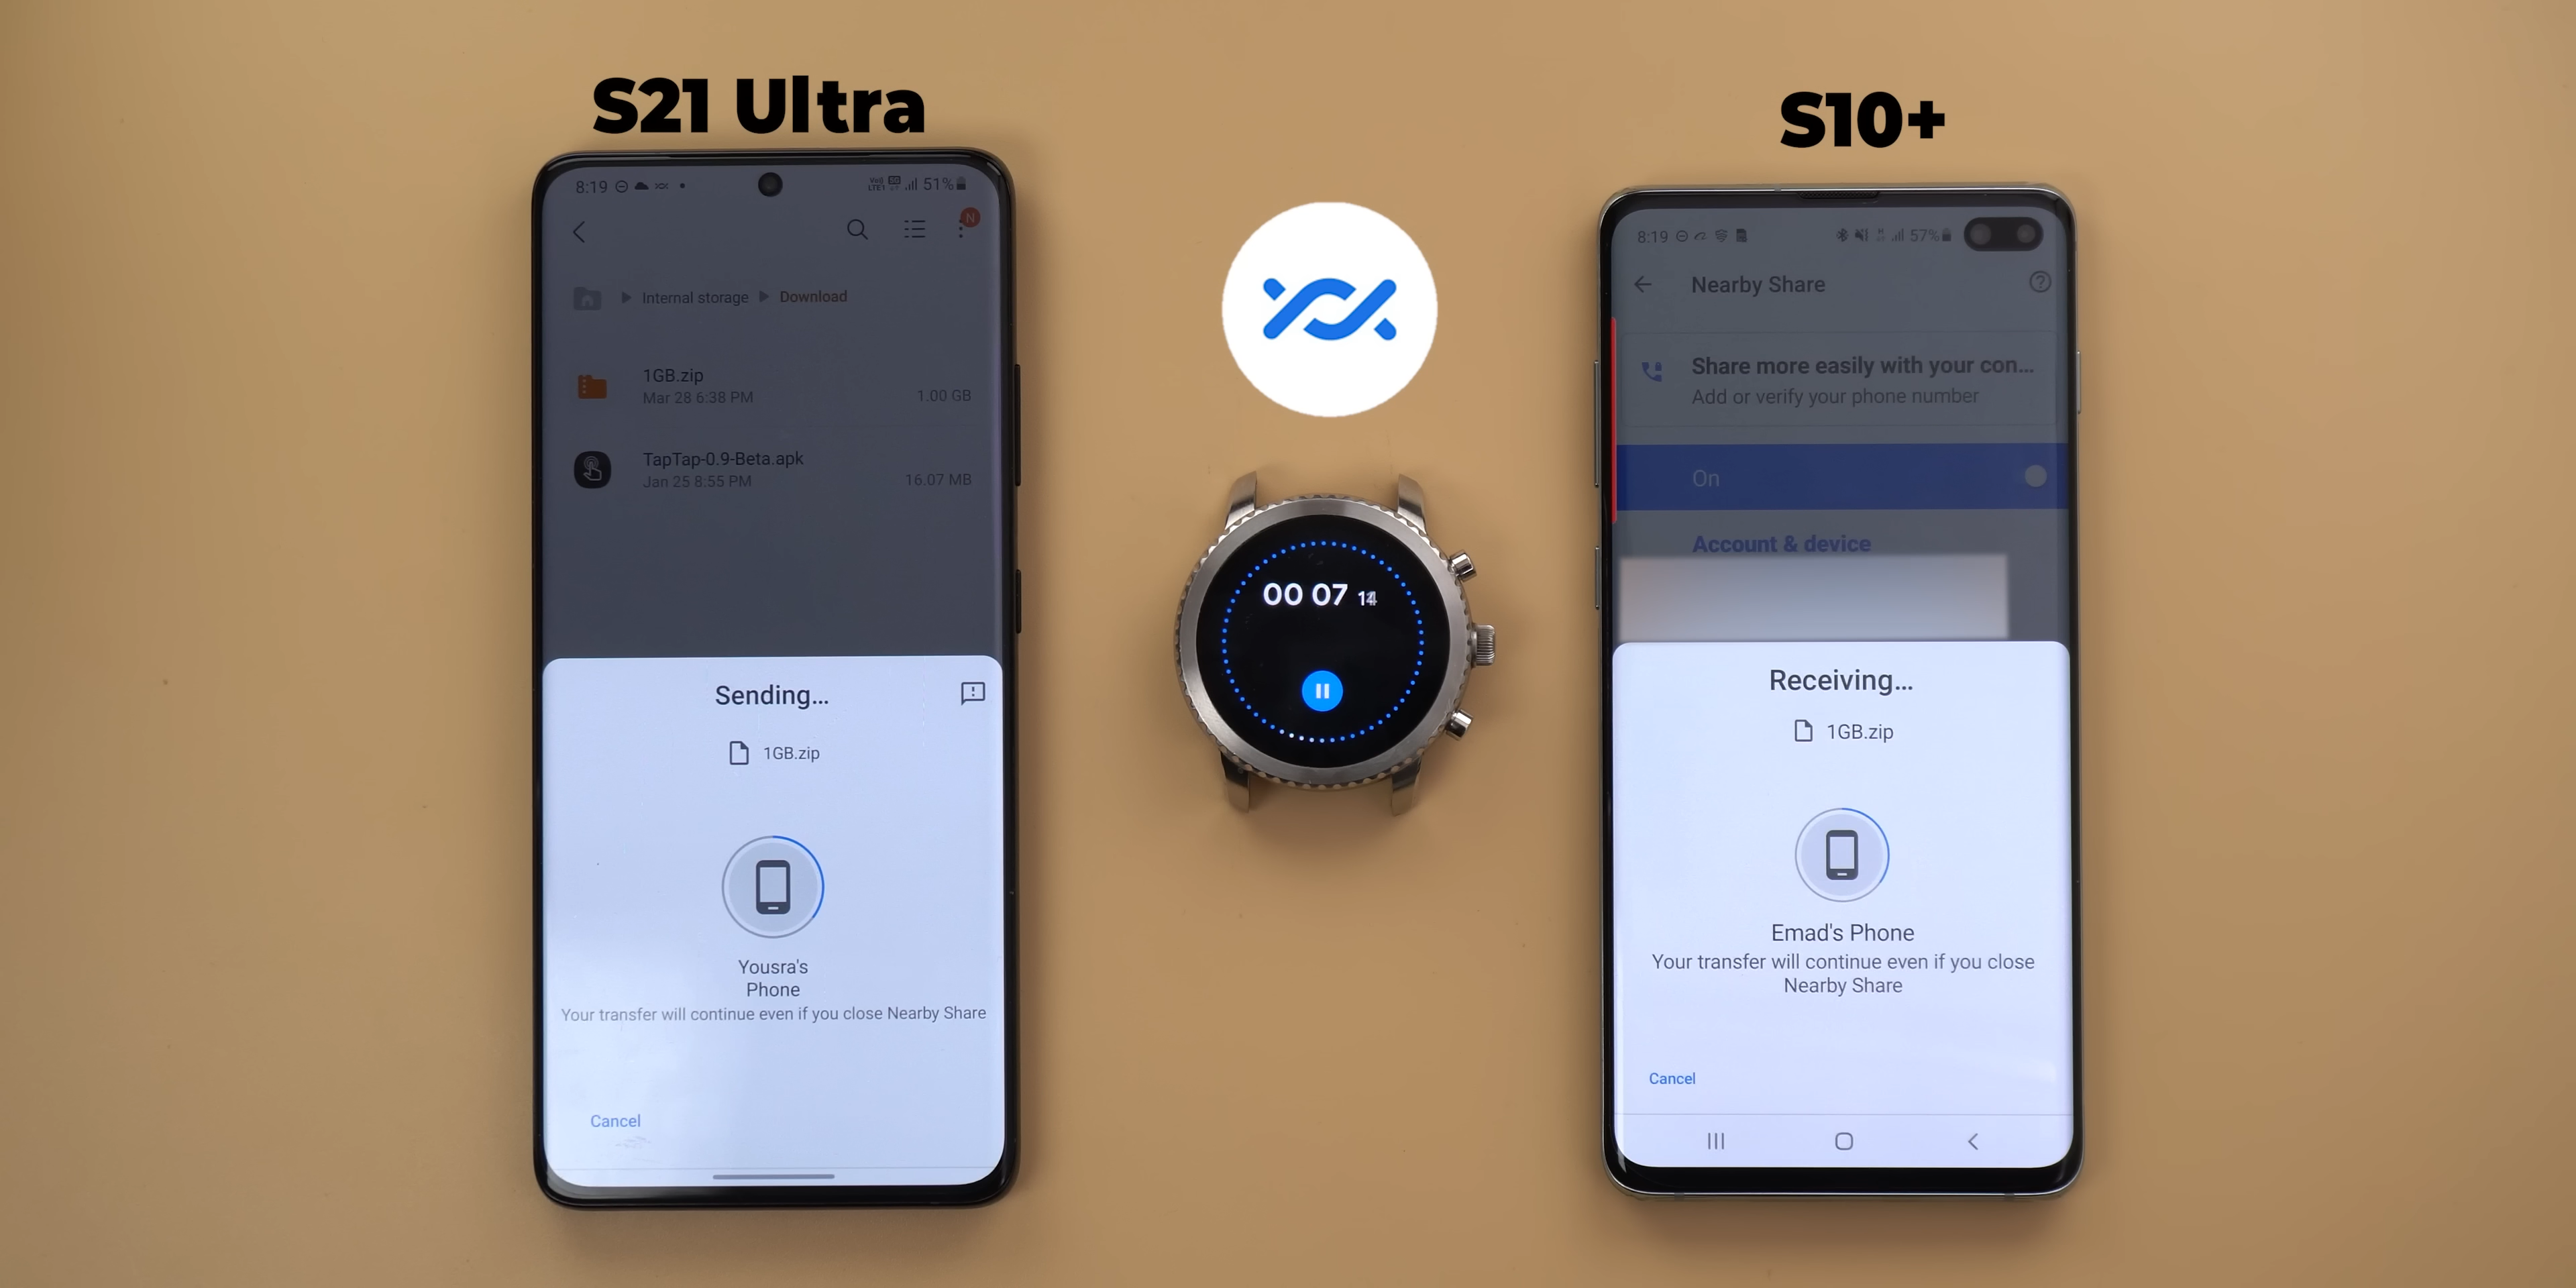 S21 Ultra
8:19
51%
N
Internal storage
Download
1GB.zip
Mar 28 6:38 PM
1.00 GB
TapTap-0.9-Beta.apk
Jan 25 8:55 PM
16.07 MB
Sending...
1GB.zip
Yousra's
Phone
Your transfer will continue even if you close Nearby Share
Cancel
00 07
S10+
8:19
57%
Nearby Share
Share more easily with your con...
Add or verify your phone number
On
Account & device
Receiving...
1GB.zip
Emad's Phone
Your transfer will continue even if you close
Nearby Share
Cancel